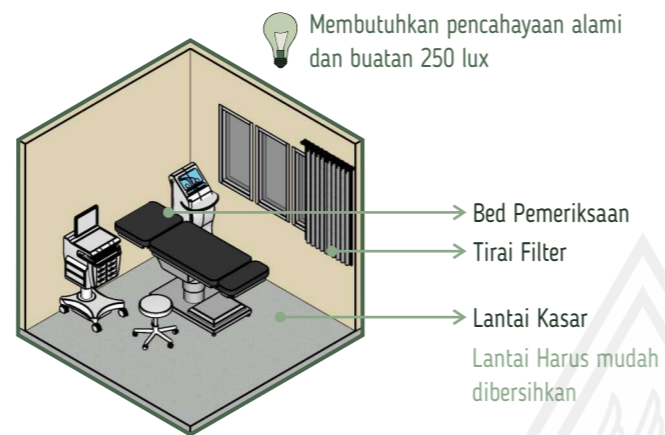 Membutuhkan pencahayaan alami
dan buatan 250 lux
Bed Pemeriksaan
Tirai Filter
Lantai Kasar
Lantai Harus mudah
dibersihkan